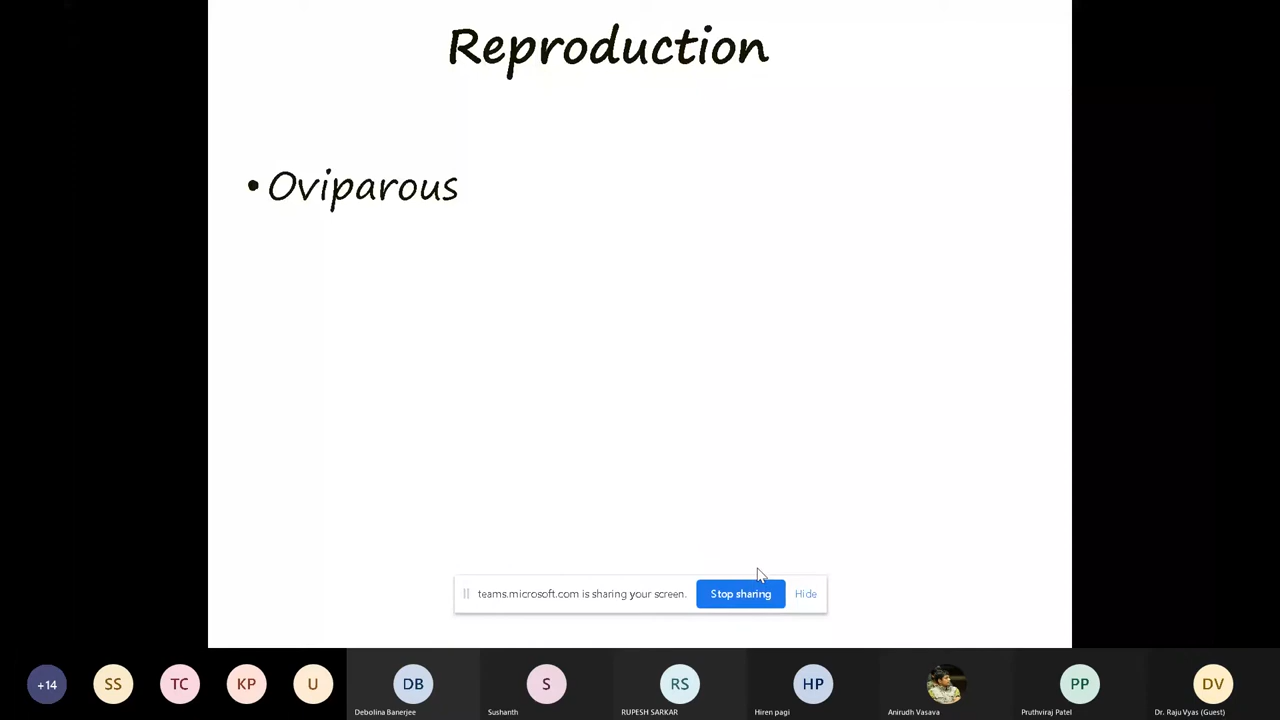 Reproduction
• Oviparous
teams.microsoft.com is sharing your screen. Stop sharing Hide
+14 SS TC KP U DB S RS HP PP DV
Debolina Banerjee Sushanth RUPESH SARKAR Hiren pagi Anirudh Vasava Pruthviraj Patel Dr. Raju Vyas (Guest)